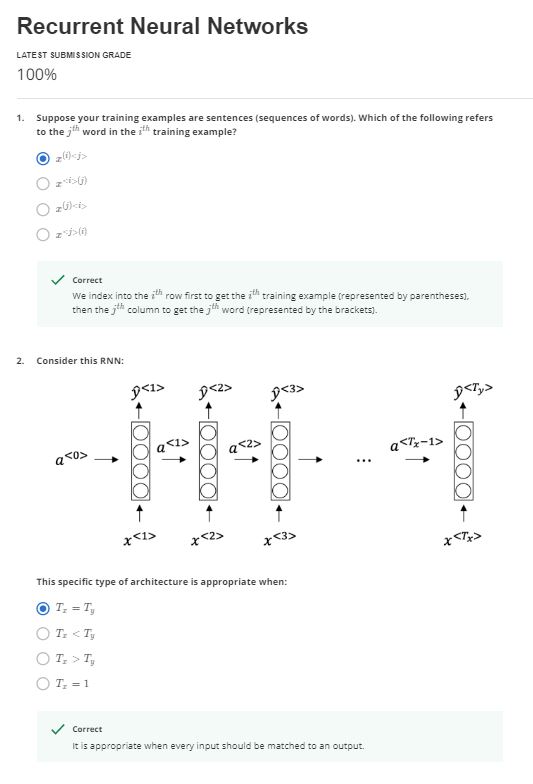 Recurrent Neural Networks
LATEST SUBMISSION GRADE
100%
1. Suppose your training examples are sentences (sequences of words). Which of the following refers
to the j^{th} word in the i^{th} training example?
x^{(i)<j>}
x^{<i>(j)}
x^{(j)<i>}
x^{<j>(i)}
Correct
We index into the i^{th} row first to get the i^{th} training example (represented by parentheses),
then the j^{th} column to get the j^{th} word (represented by the brackets).
2. Consider this RNN:
ŷ^{<1>} ŷ^{<2>} ŷ^{<3>} ŷ^{<T_y>}
a^{<0>} a^{<1>} a^{<2>} ... a^{<T_x-1>}
x^{<1>} x^{<2>} x^{<3>} x^{<T_x>}
This specific type of architecture is appropriate when:
T_x = T_y
T_x < T_y
T_x > T_y
T_x = 1
Correct
It is appropriate when every input should be matched to an output.